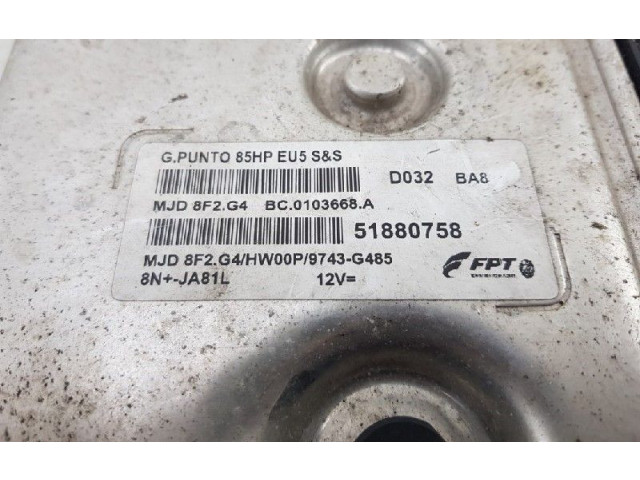 G.PUNTO 85HP EU5 S&S
D032 BA8
MJD 8F2.G4 BC.0103668.A
51880758
MJD 8F2.G4/HW00P/9743-G485
8N+-JA81L 12V=
FPT